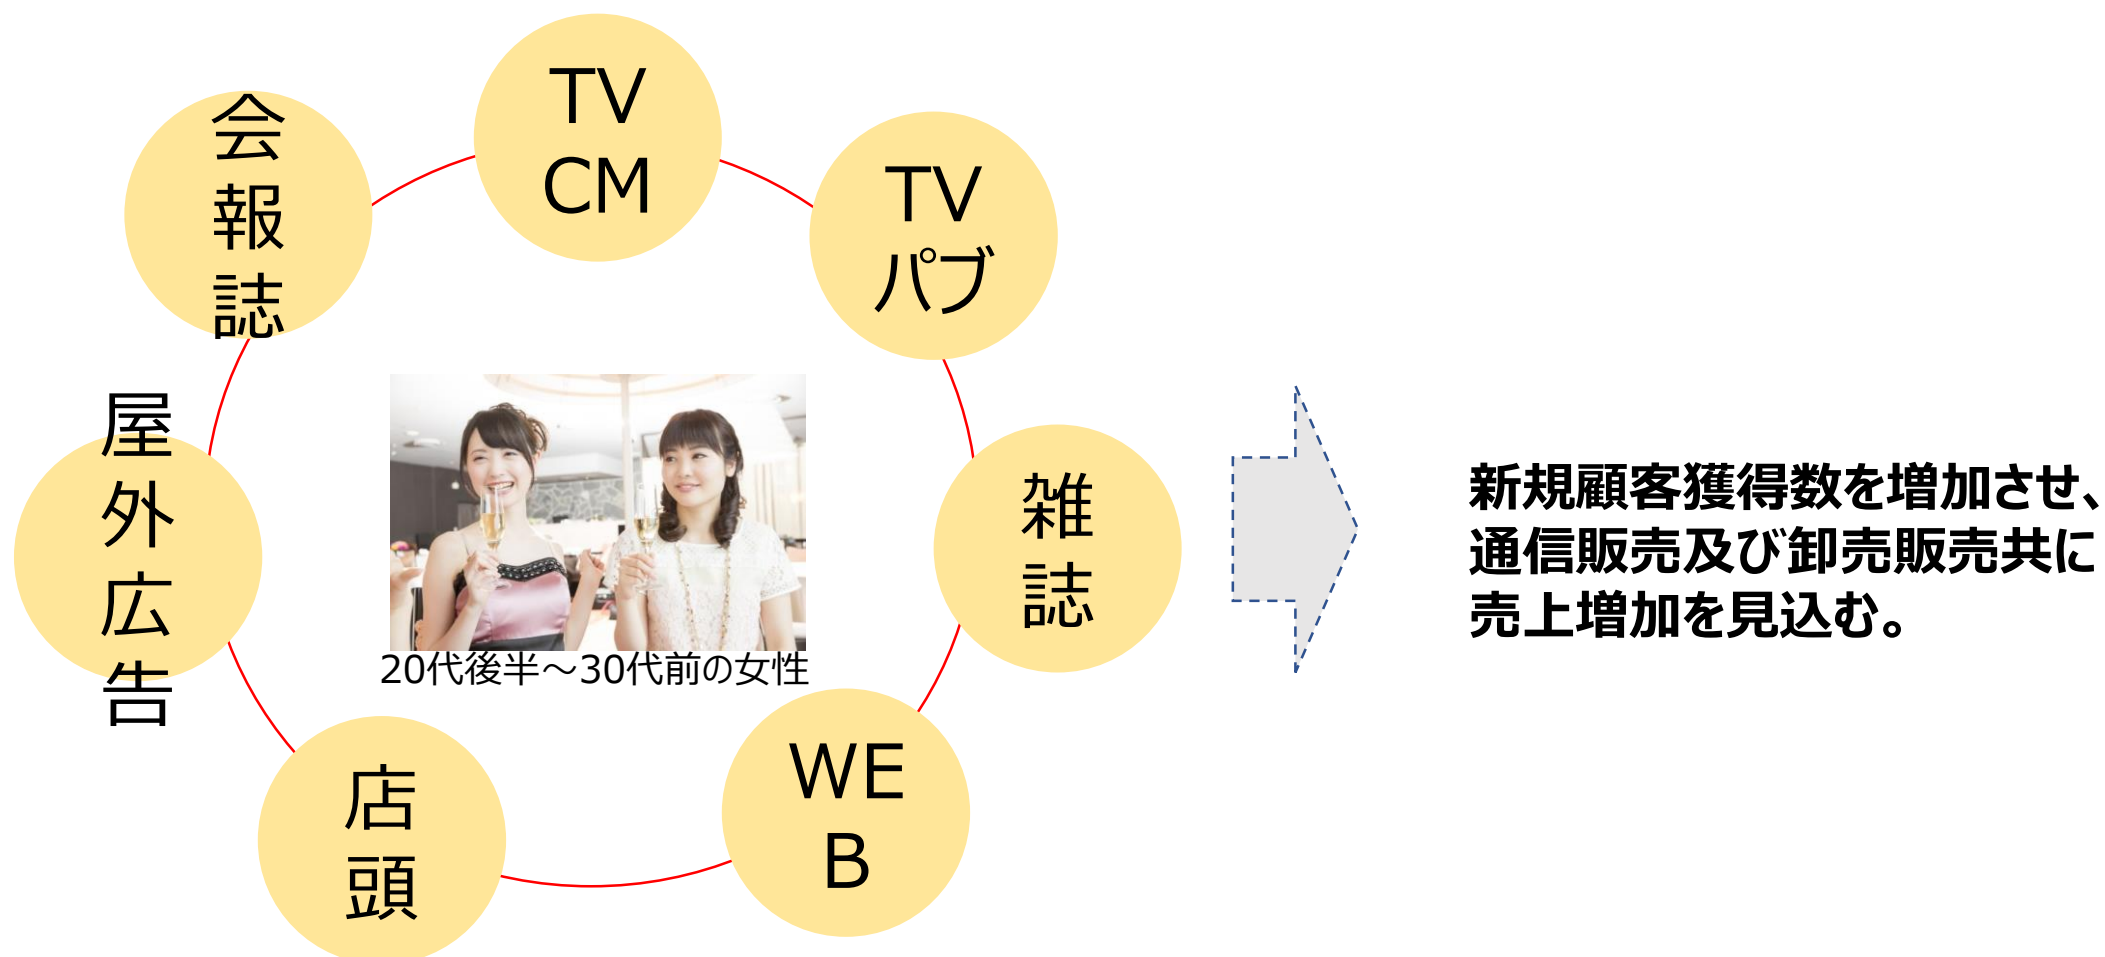 TV
CM
TV
パブ
雑
誌
WE
B
店
頭
屋
外
広
告
会
報
誌
20代後半～30代前の女性
新規顧客獲得数を増加させ、
通信販売及び卸売販売共に
売上増加を見込む。